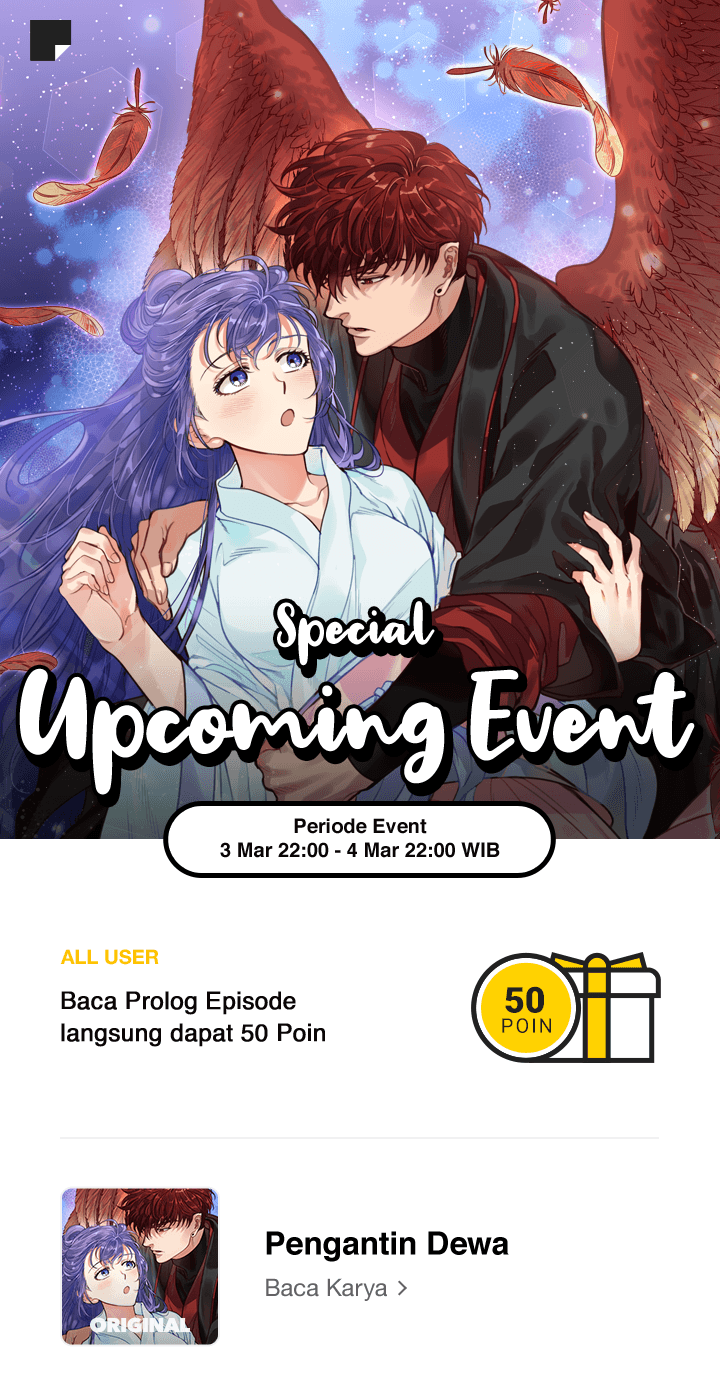 Special
Upcoming Event
Periode Event
3 Mar 22:00 - 4 Mar 22:00 WIB
ALL USER
Baca Prolog Episode
langsung dapat 50 Poin
50
POIN
Pengantin Dewa
Baca Karya >
ORIGINAL